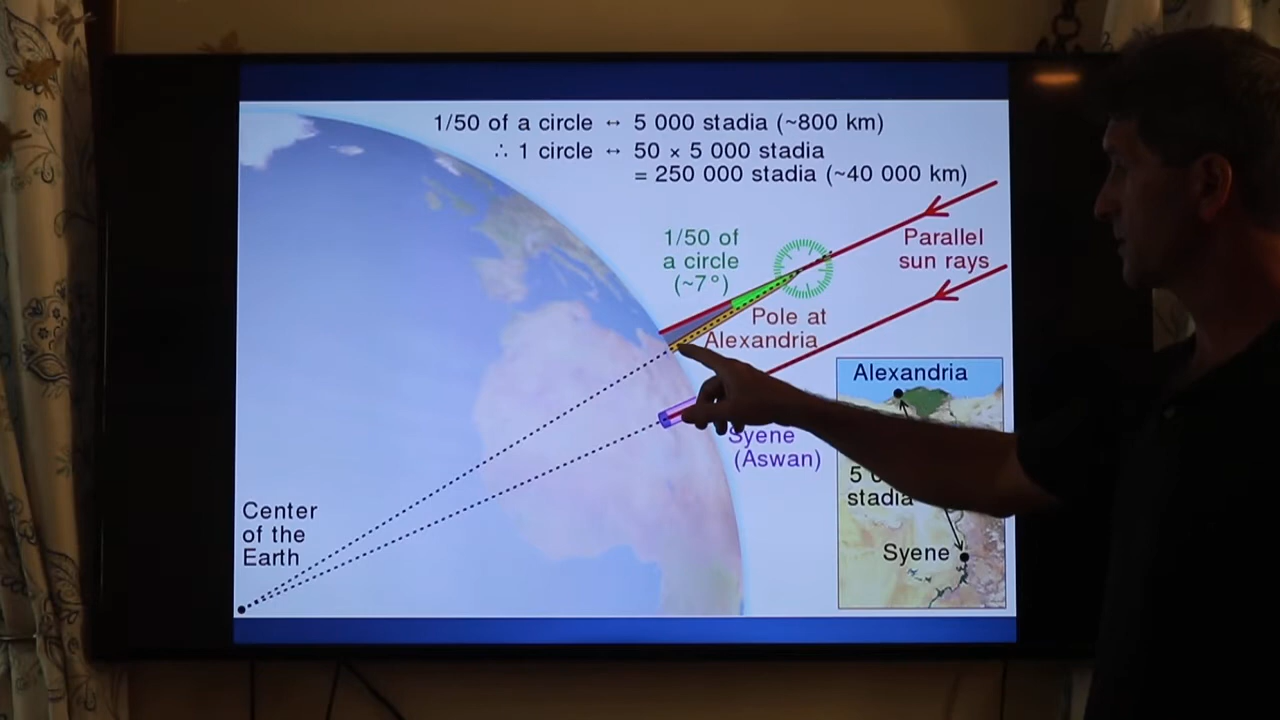 1/50 of a circle ↔ 5 000 stadia (~800 km)
∴ 1 circle ↔ 50 × 5 000 stadia
= 250 000 stadia (~40 000 km)
1/50 of
a circle
(~7°)
Parallel
sun rays
Pole at
Alexandria
Syene
(Aswan)
Alexandria
5
stadia
Syene
Center
of the
Earth